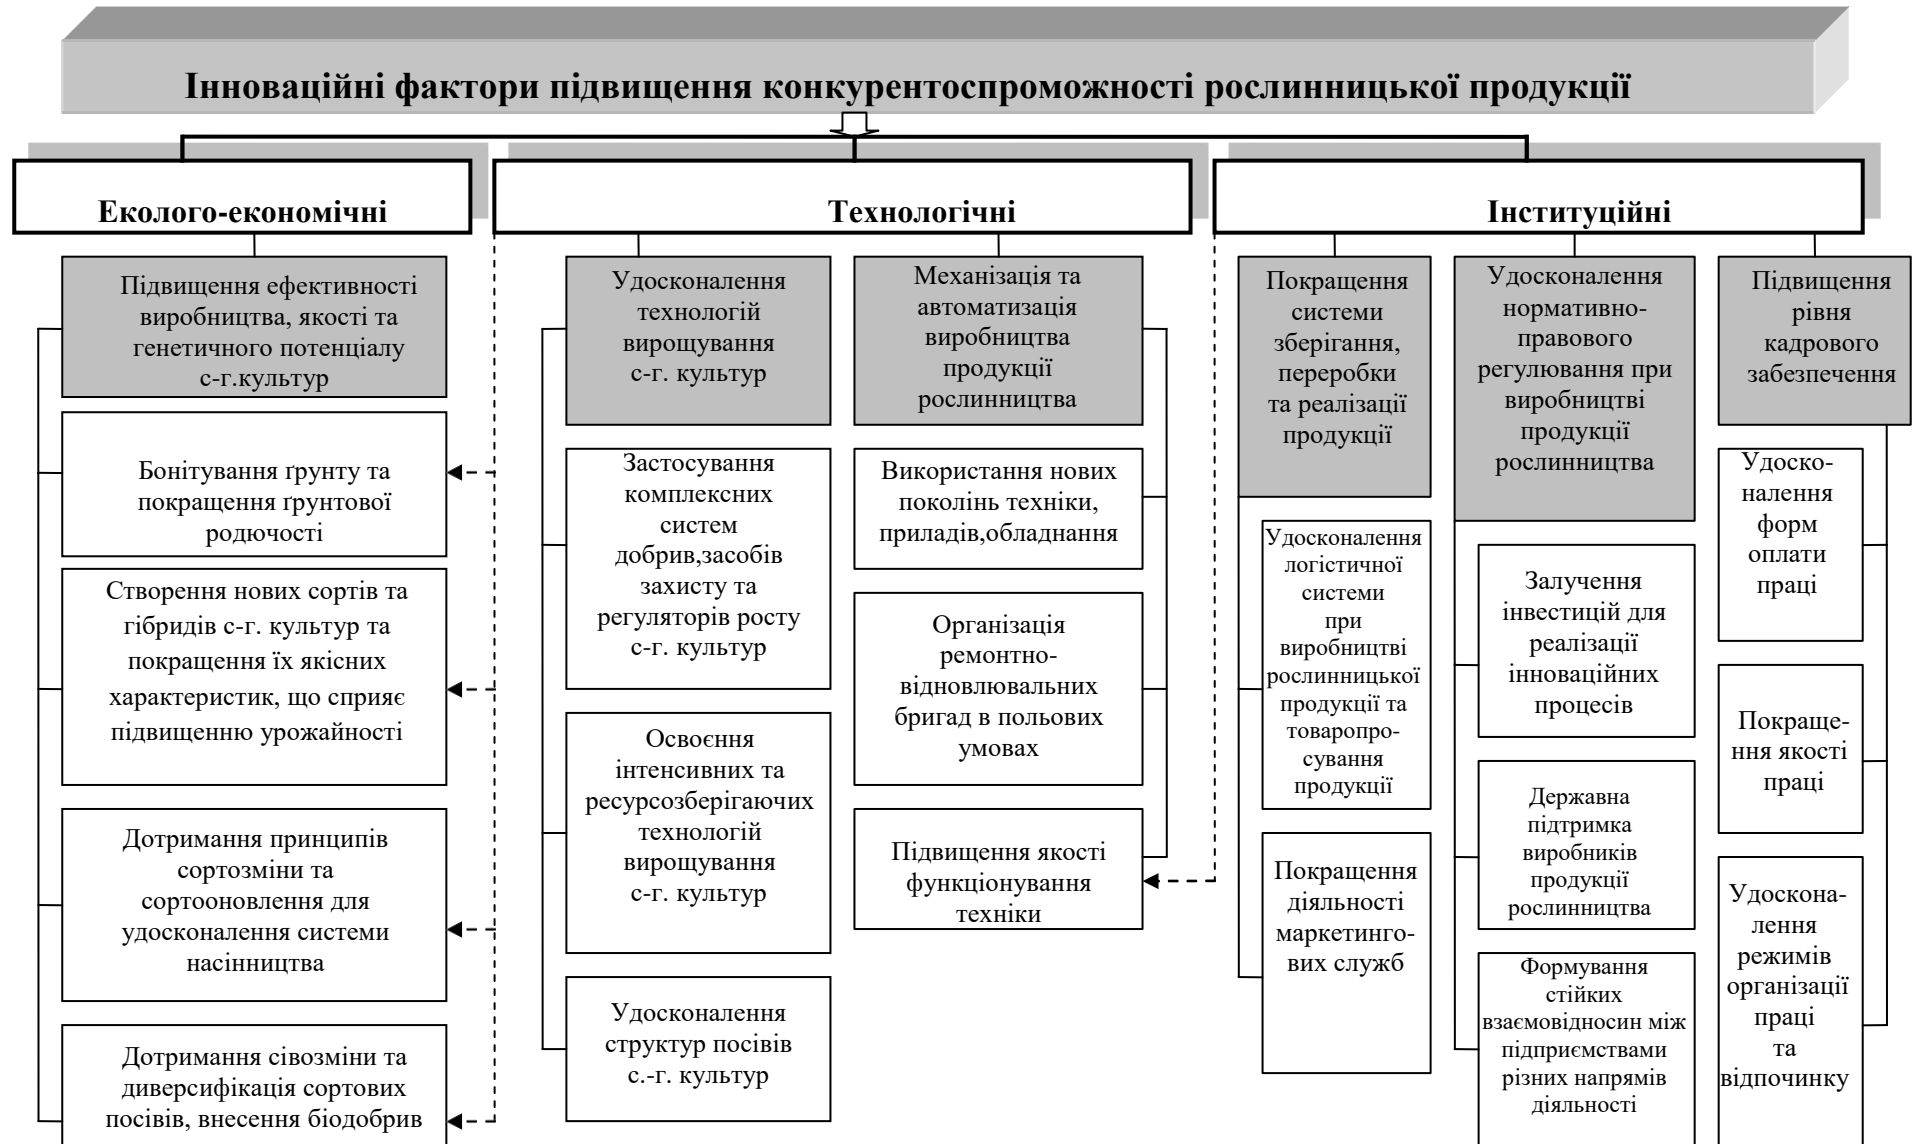 Інноваційні фактори підвищення конкурентоспроможності рослинницької продукції
Еколого-економічні
Технологічні
Інституційні
Підвищення ефективності
виробництва, якості та
генетичного потенціалу
с-г.культур
Бонітування ґрунту та
покращення ґрунтової
родючості
Створення нових сортів та
гібридів с-г. культур та
покращення їх якісних
характеристик, що сприяє
підвищенню урожайності
Дотримання принципів
сортозміни та
сортооновлення для
удосконалення системи
насінництва
Дотримання сівозміни та
диверсифікація сортових
посівів, внесення біодобрив
Удосконалення
технологій
вирощування
с-г. культур
Застосування
комплексних
систем
добрив,засобів
захисту та
регуляторів росту
с-г. культур
Освоєння
інтенсивних та
ресурсозберігаючих
технологій
вирощування
с-г. культур
Удосконалення
структур посівів
с.-г. культур
Механізація та
автоматизація
виробництва
продукції
рослинництва
Використання нових
поколінь техніки,
приладів,обладнання
Організація
ремонтно-
відновлювальних
бригад в польових
умовах
Підвищення якості
функціонування
техніки
Покращення
системи
зберігання,
переробки
та реалізації
продукції
Удосконалення
логістичної
системи
при
виробництві
рослинницької
продукції та
товаропро-
сування
продукції
Покращення
діяльності
маркетинго-
вих служб
Удосконалення
нормативно-
правового
регулювання при
виробництві
продукції
рослинництва
Залучення
інвестицій для
реалізації
інноваційних
процесів
Державна
підтримка
виробників
продукції
рослинництва
Формування
стійких
взаємовідносин між
підприємствами
різних напрямів
діяльності
Підвищення
рівня
кадрового
забезпечення
Удоско-
налення
форм
оплати
праці
Покраще-
ння якості
праці
Удоскона-
лення
режимів
організації
праці
та
відпочинку